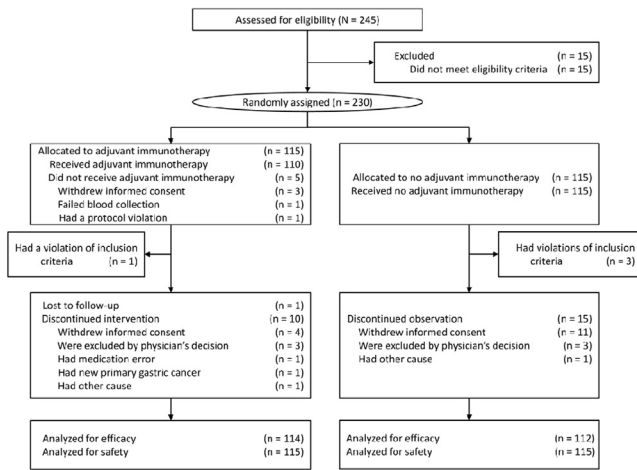 Assessed for eligibility (N = 245)
Excluded (n = 15)
Did not meet eligibility criteria (n = 15)
Randomly assigned (n = 230)
Allocated to adjuvant immunotherapy (n = 115)
Received adjuvant immunotherapy (n = 110)
Did not receive adjuvant immunotherapy (n = 5)
Withdrew informed consent (n = 3)
Failed blood collection (n = 1)
Had a protocol violation (n = 1)
Allocated to no adjuvant immunotherapy (n = 115)
Received no adjuvant immunotherapy (n = 115)
Had a violation of inclusion
criteria (n = 1)
Had violations of inclusion
criteria (n = 3)
Lost to follow-up (n = 1)
Discontinued intervention (n = 10)
Withdrew informed consent (n = 4)
Were excluded by physician's decision (n = 3)
Had medication error (n = 1)
Had new primary gastric cancer (n = 1)
Had other cause (n = 1)
Discontinued observation (n = 15)
Withdrew informed consent (n = 11)
Were excluded by physician's decision (n = 3)
Had other cause (n = 1)
Analyzed for efficacy (n = 114)
Analyzed for safety (n = 115)
Analyzed for efficacy (n = 112)
Analyzed for safety (n = 115)